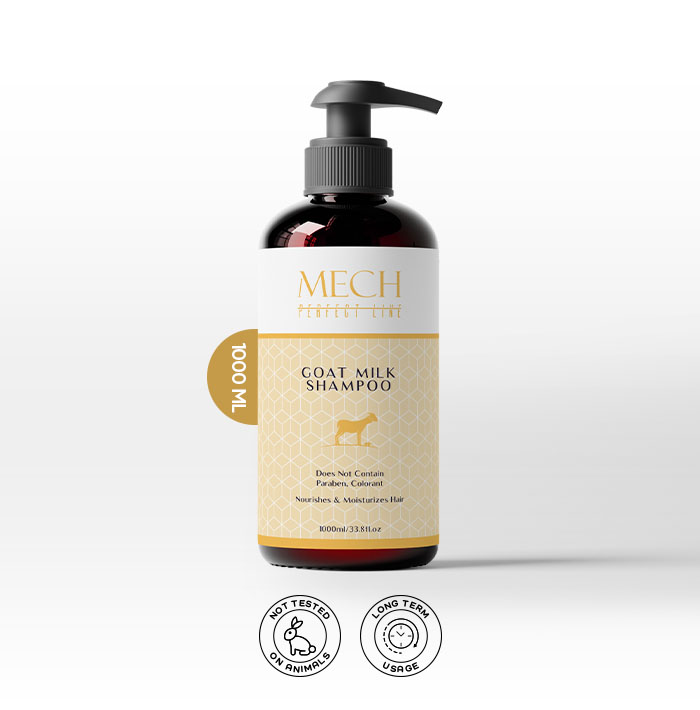 MECH
PERFECT LINE
1000 ML
GOAT MILK
SHAMPOO
Does Not Contain
Paraben, Colorant
Nourishes & Moisturizes Hair
1000ml/33.8fl.oz
NOT TESTED
ON ANIMALS
LONG TERM
USAGE